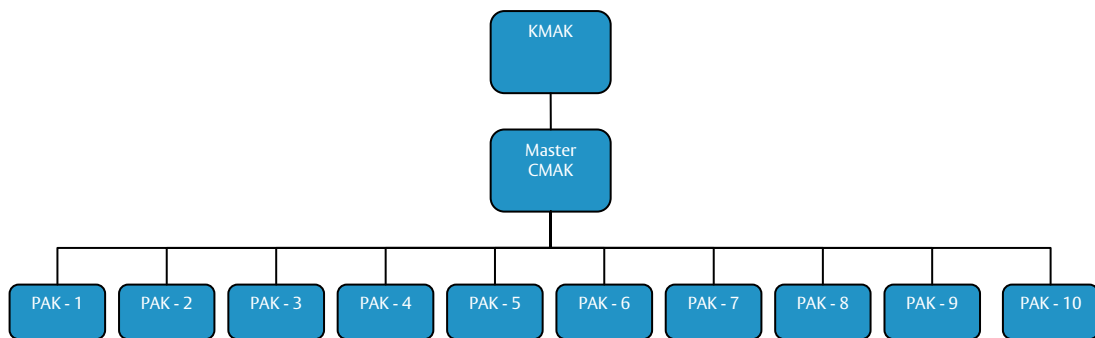 KMAK
Master
CMAK
PAK - 1
PAK - 2
PAK - 3
PAK - 4
PAK - 5
PAK - 6
PAK - 7
PAK - 8
PAK - 9
PAK - 10